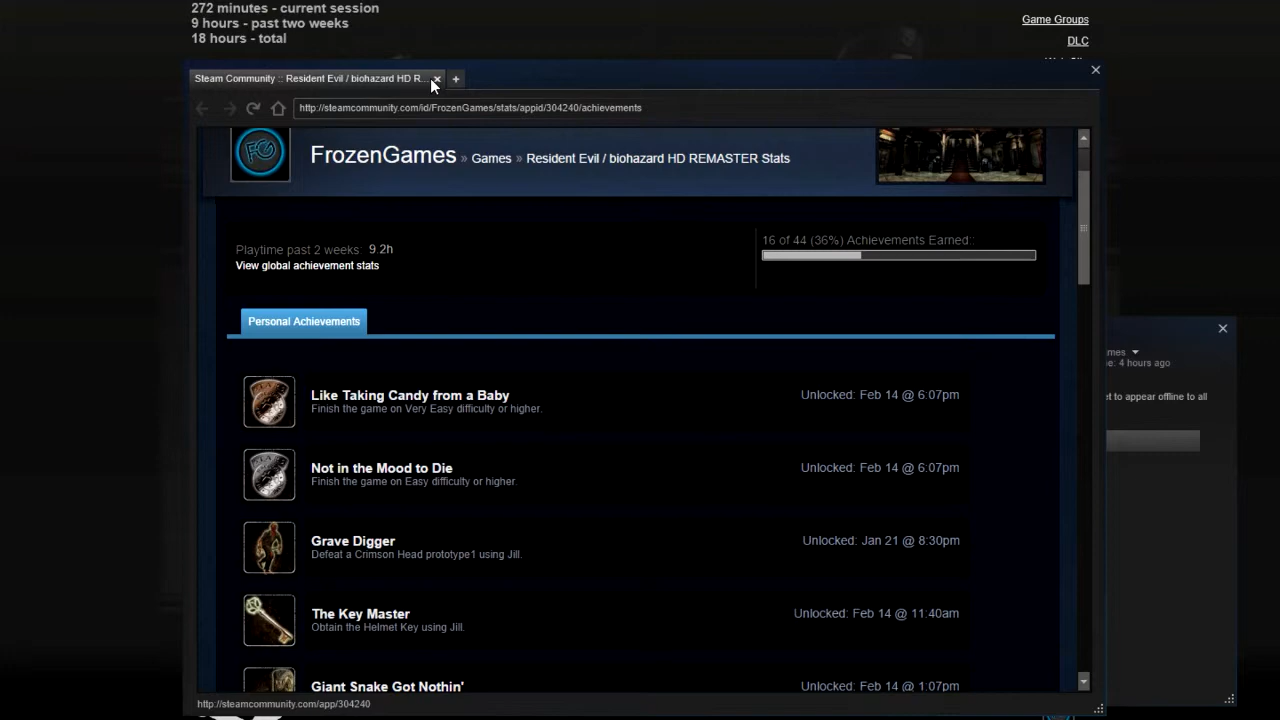 272 minutes - current session
9 hours - past two weeks
18 hours - total
Game Groups
DLC
Steam Community :: Resident Evil / biohazard HD R...
http://steamcommunity.com/id/FrozenGames/stats/appid/304240/achievements
FG
FrozenGames » Games » Resident Evil / biohazard HD REMASTER Stats
Playtime past 2 weeks: 9.2h
View global achievement stats
16 of 44 (36%) Achievements Earned::
Personal Achievements
Like Taking Candy from a Baby
Finish the game on Very Easy difficulty or higher.
Unlocked: Feb 14 @ 6:07pm
Not in the Mood to Die
Finish the game on Easy difficulty or higher.
Unlocked: Feb 14 @ 6:07pm
Grave Digger
Defeat a Crimson Head prototype1 using Jill.
Unlocked: Jan 21 @ 8:30pm
The Key Master
Obtain the Helmet Key using Jill.
Unlocked: Feb 14 @ 11:40am
Giant Snake Got Nothin'
Unlocked: Feb 14 @ 1:07pm
http://steamcommunity.com/app/304240
mes
e: 4 hours ago
et to appear offline to all